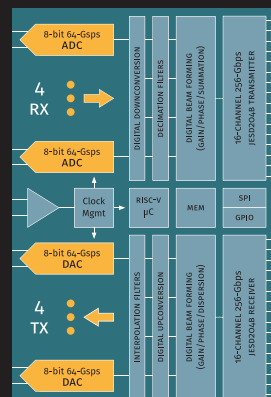 8-bit 64-Gsps
ADC
4
RX
8-bit 64-Gsps
ADC
DIGITAL DOWNCONVERSION
DECIMATION FILTERS
DIGITAL BEAM FORMING
(GAIN/PHASE/SUMMATION)
16-CHANNEL 256-Gbps
JESD204B TRANSMITTER
Clock
Mgmt
RISC-V
µC
MEM
SPI
GPIO
8-bit 64-Gsps
DAC
4
TX
8-bit 64-Gsps
DAC
INTERPOLATION FILTERS
DIGITAL UPCONVERSION
DIGITAL BEAM FORMING
(GAIN/PHASE/DISPERSION)
16-CHANNEL 256-Gbps
JESD204B RECEIVER